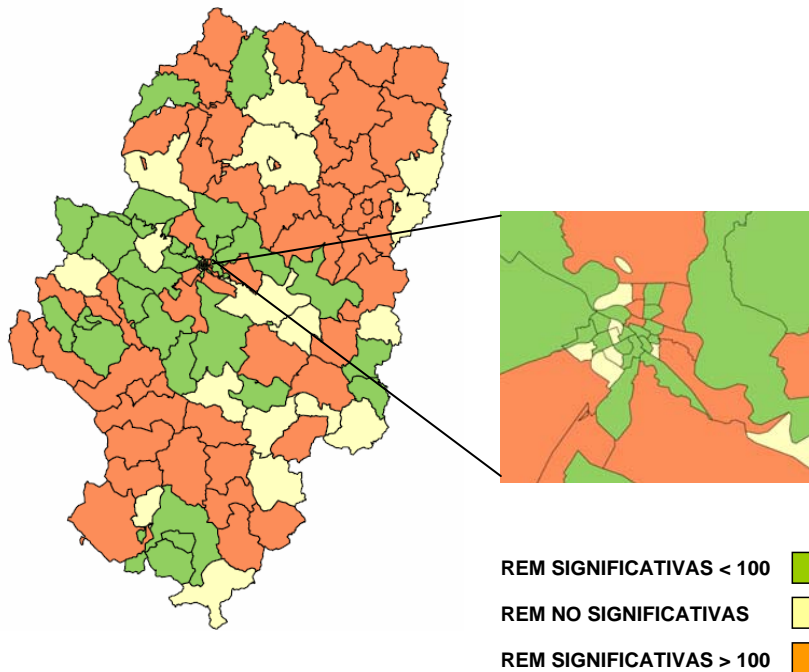 REM SIGNIFICATIVAS < 100
REM NO SIGNIFICATIVAS
REM SIGNIFICATIVAS > 100